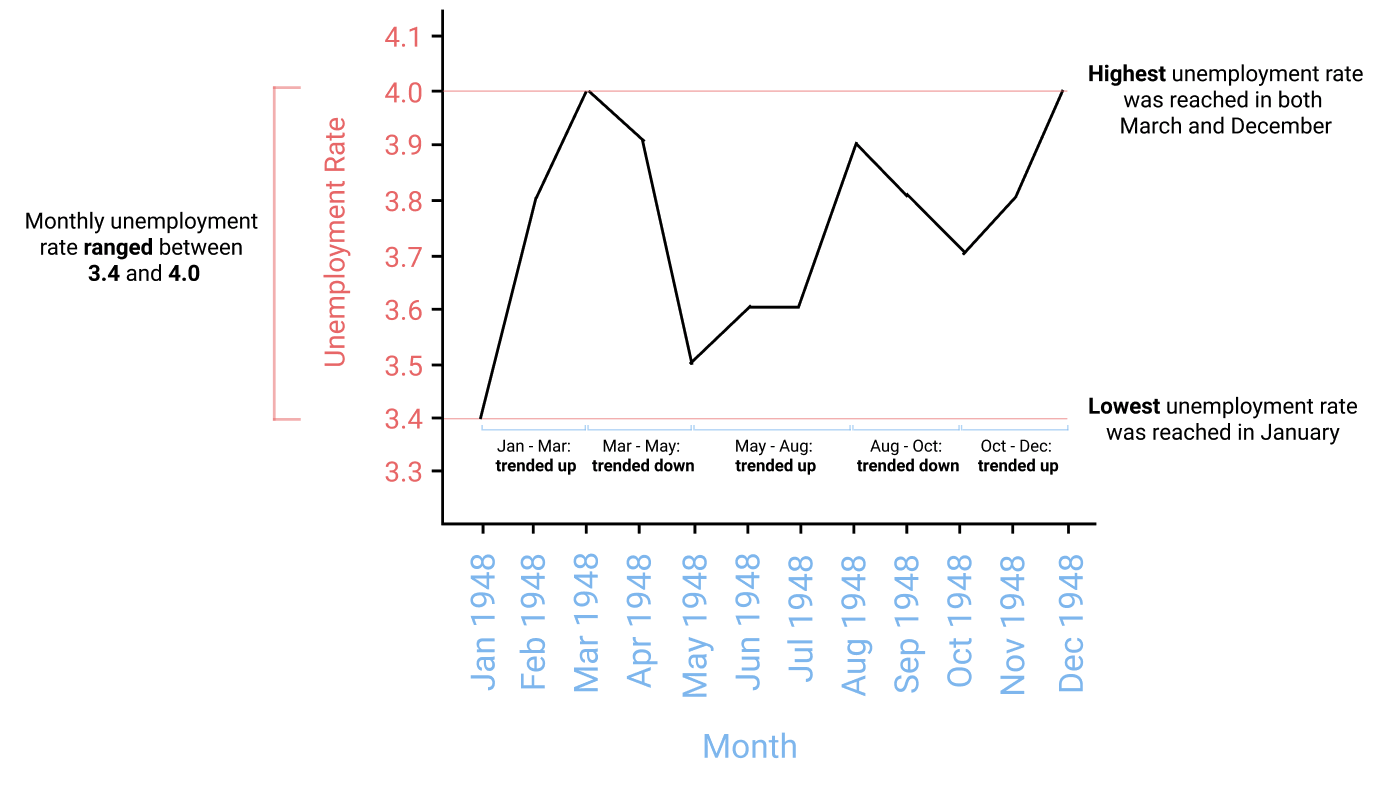 4.1
4.0
3.9
3.8
3.7
3.6
3.5
3.4
3.3
Unemployment Rate
Monthly unemployment
rate ranged between
3.4 and 4.0
Highest unemployment rate
was reached in both
March and December
Lowest unemployment rate
was reached in January
Jan - Mar:
trended up
Mar - May:
trended down
May - Aug:
trended up
Aug - Oct:
trended down
Oct - Dec:
trended up
Jan 1948
Feb 1948
Mar 1948
Apr 1948
May 1948
Jun 1948
Jul 1948
Aug 1948
Sep 1948
Oct 1948
Nov 1948
Dec 1948
Month